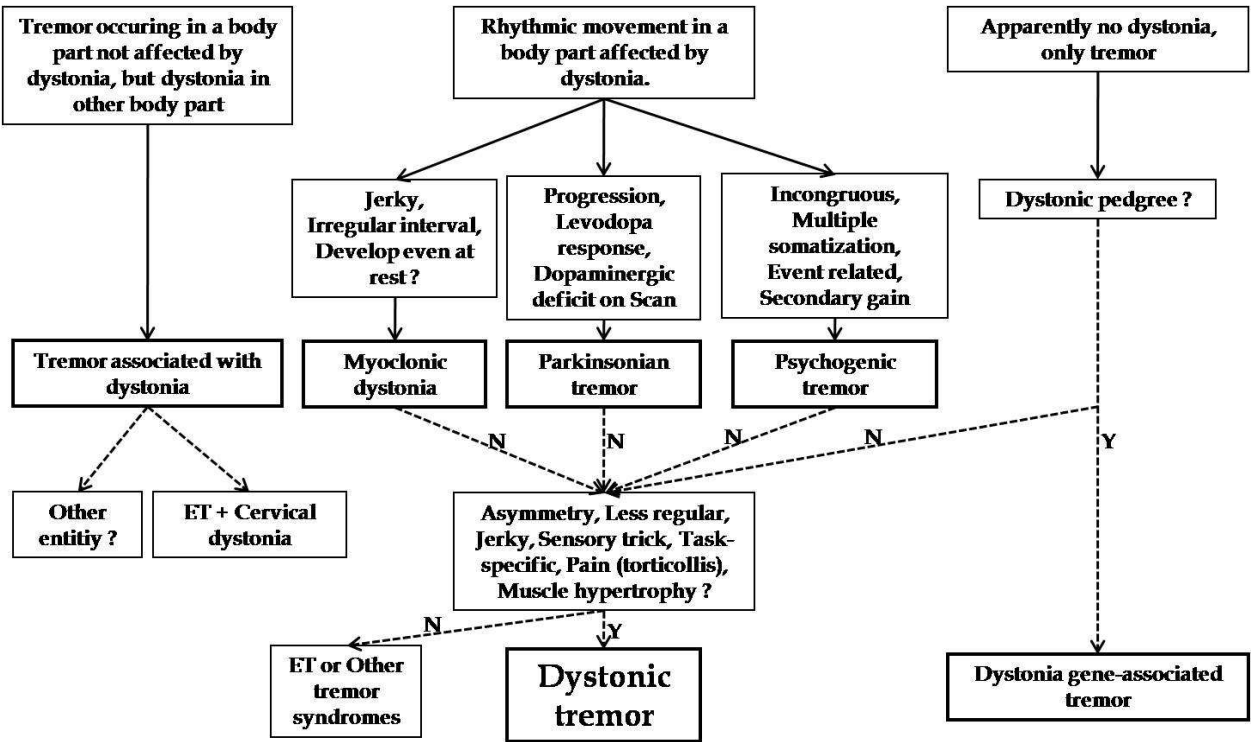 Tremor occuring in a body
part not affected by
dystonia, but dystonia in
other body part
Rhythmic movement in a
body part affected by
dystonia.
Apparently no dystonia,
only tremor
Jerky,
Irregular interval,
Develop even at
rest ?
Progression,
Levodopa
response,
Dopaminergic
deficit on Scan
Incongruous,
Multiple
somatization,
Event related,
Secondary gain
Dystonic pedgree ?
Tremor associated with
dystonia
Myoclonic
dystonia
Parkinsonian
tremor
Psychogenic
tremor
N
N
N
N
Y
Other
entitiy ?
ET + Cervical
dystonia
Asymmetry, Less regular,
Jerky, Sensory trick, Task-
specific, Pain (torticollis),
Muscle hypertrophy ?
N
Y
ET or Other
tremor
syndromes
Dystonic
tremor
Dystonia gene-associated
tremor